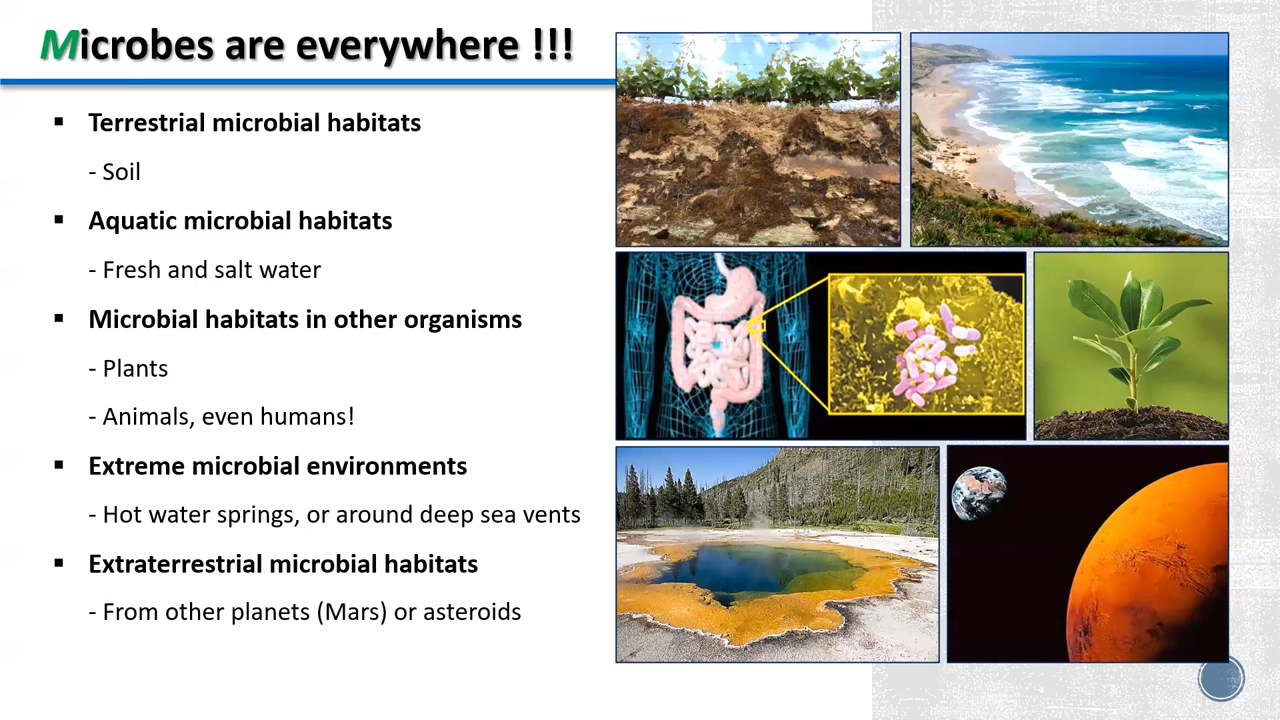 Microbes are everywhere !!!
▪ Terrestrial microbial habitats
- Soil
▪ Aquatic microbial habitats
- Fresh and salt water
▪ Microbial habitats in other organisms
- Plants
- Animals, even humans!
▪ Extreme microbial environments
- Hot water springs, or around deep sea vents
▪ Extraterrestrial microbial habitats
- From other planets (Mars) or asteroids